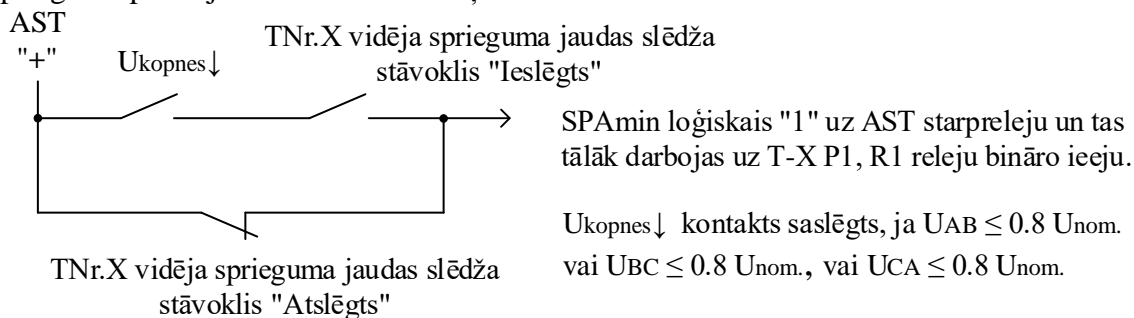 AST
"+"
Ukopnes↓
TNr.X vidēja sprieguma jaudas slēdža
stāvoklis "Ieslēgts"
SPAmin loģiskais "1" uz AST starpreleju un tas
tālāk darbojas uz T-X P1, R1 releju bināro ieeju.
Ukopnes↓ kontakts saslēgts, ja UAB ≤ 0.8 Unom.
vai UBC ≤ 0.8 Unom., vai UCA ≤ 0.8 Unom.
TNr.X vidēja sprieguma jaudas slēdža
stāvoklis "Atslēgts"